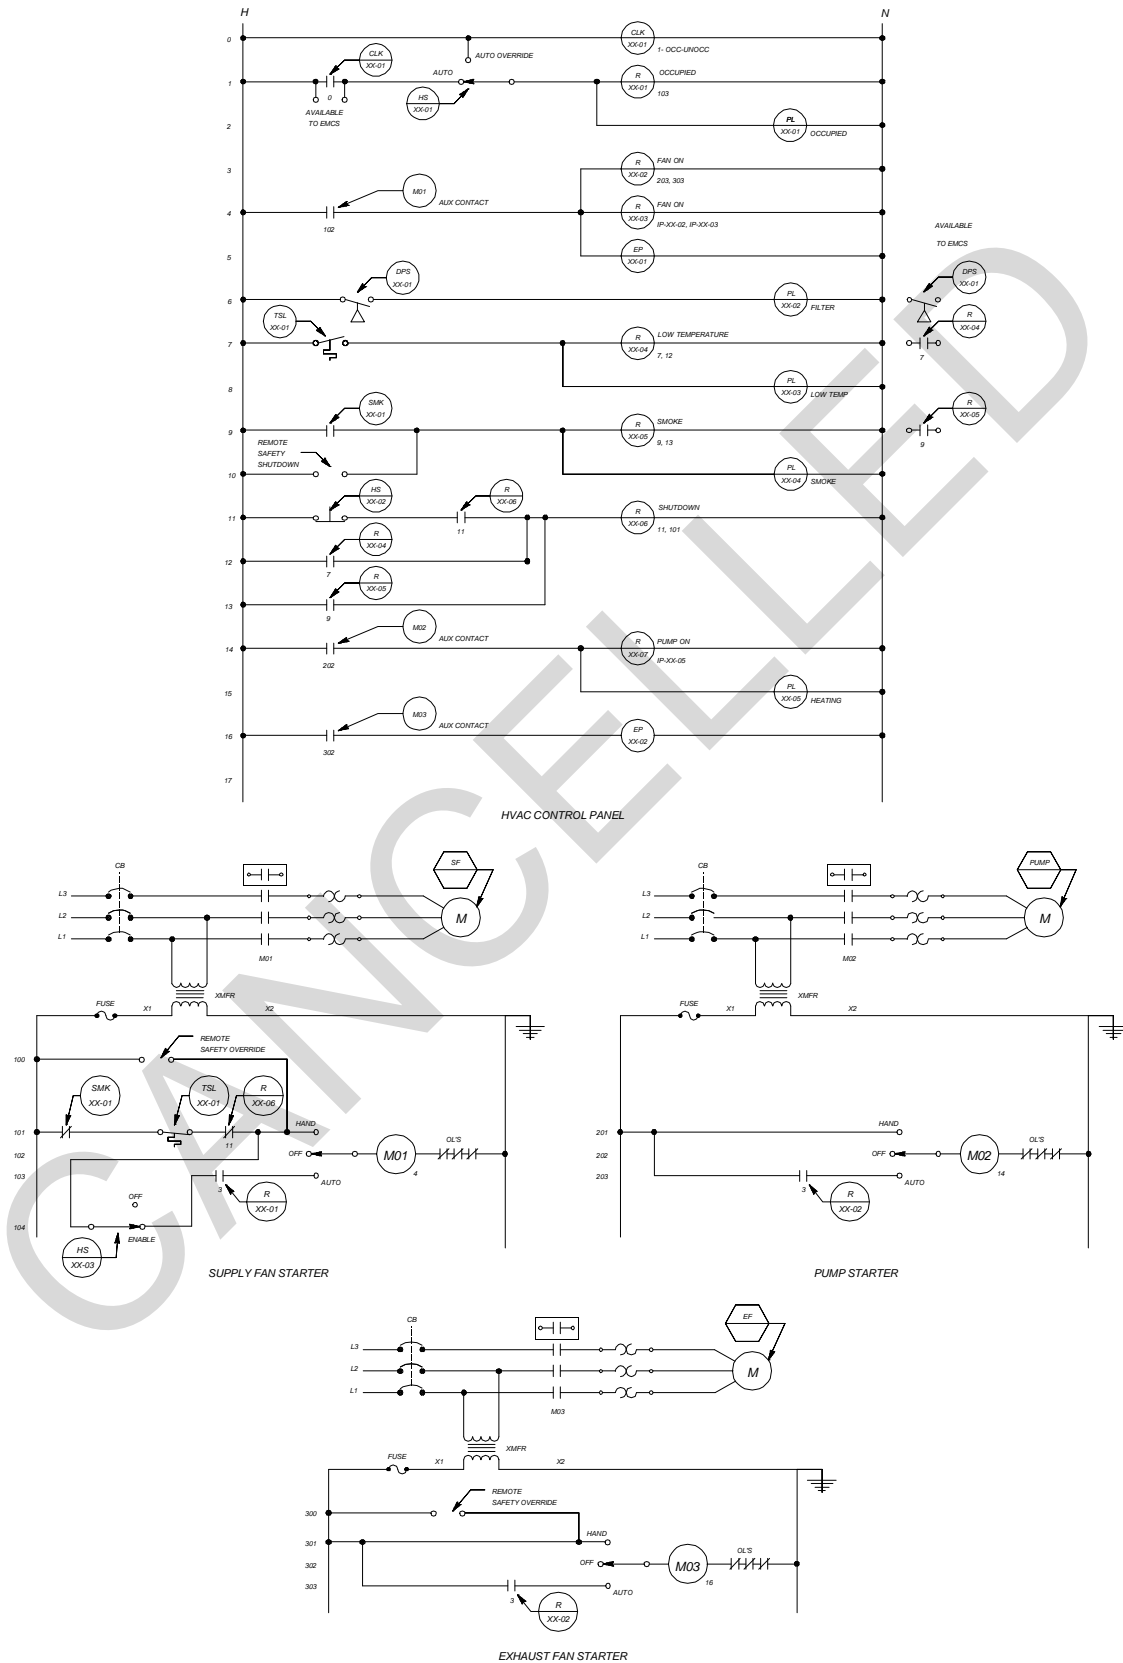 H
N
0
CLK
XX-01
1- OCC-UNOCC
AUTO OVERRIDE
CLK
XX-01
AUTO
1
0
HS
XX-01
R
XX-01
OCCUPIED
103
AVAILABLE
TO EMCS
2
PL
XX-01
OCCUPIED
3
R
XX-02
FAN ON
203, 303
M01
AUX CONTACT
4
102
R
XX-03
FAN ON
IP-XX-02, IP-XX-03
AVAILABLE
TO EMCS
5
EP
XX-01
DPS
XX-01
DPS
XX-01
6
PL
XX-02
FILTER
TSL
XX-01
R
XX-04
7
R
XX-04
LOW TEMPERATURE
7, 12
7
8
PL
XX-03
LOW TEMP
SMK
XX-01
R
XX-05
9
R
XX-05
SMOKE
9, 13
9
REMOTE
SAFETY
SHUTDOWN
10
PL
XX-04
SMOKE
HS
XX-02
R
XX-06
11
11
R
XX-06
SHUTDOWN
11, 101
R
XX-04
12
7
R
XX-05
13
9
M02
AUX CONTACT
14
202
R
XX-07
PUMP ON
IP-XX-05
15
PL
XX-05
HEATING
M03
AUX CONTACT
16
302
EP
XX-02
17
HVAC CONTROL PANEL
CANCELLED
CB
SF
L3
L2
L1
M
M01
XMFR
FUSE
X1
X2
REMOTE
SAFETY OVERRIDE
100
SMK
XX-01
TSL
XX-01
R
XX-06
101
11
HAND
102
OFF
M01
4
OL'S
103
3
AUTO
R
XX-01
OFF
104
ENABLE
HS
XX-03
SUPPLY FAN STARTER
CB
PUMP
L3
L2
L1
M
M02
XMFR
FUSE
X1
X2
201
HAND
202
OFF
M02
14
OL'S
203
3
AUTO
R
XX-02
PUMP STARTER
CB
EF
L3
L2
L1
M
M03
XMFR
FUSE
X1
X2
REMOTE
SAFETY OVERRIDE
300
301
HAND
302
OFF
M03
16
OL'S
303
3
AUTO
R
XX-02
EXHAUST FAN STARTER